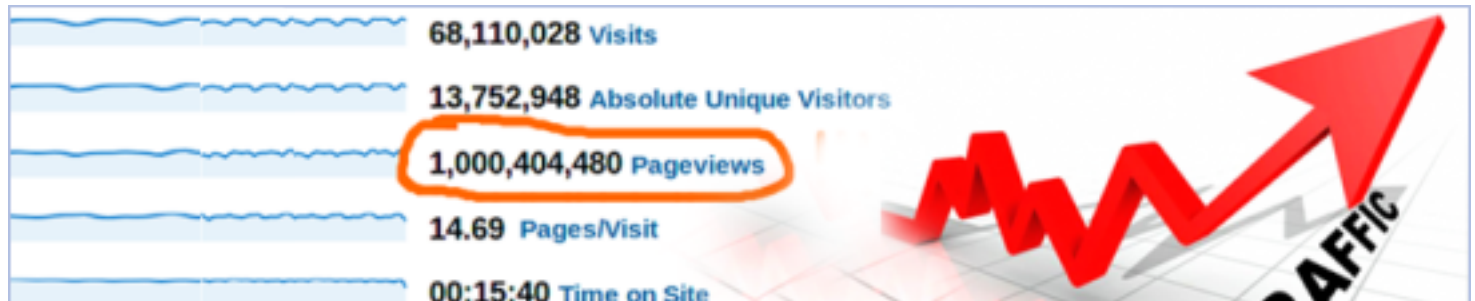 68,110,028 Visits
13,752,948 Absolute Unique Visitors
1,000,404,480 Pageviews
14.69 Pages/Visit
00:15:40 Time on Site
AFFIC